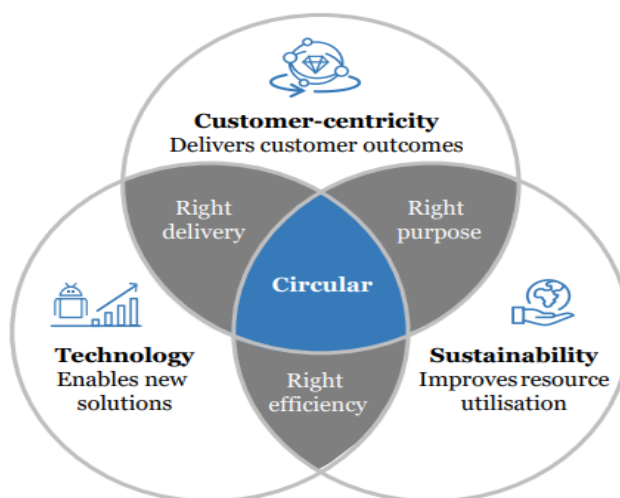 Customer-centricity
Delivers customer outcomes
Right
delivery
Right
purpose
Circular
Technology
Enables new
solutions
Sustainability
Improves resource
utilisation
Right
efficiency